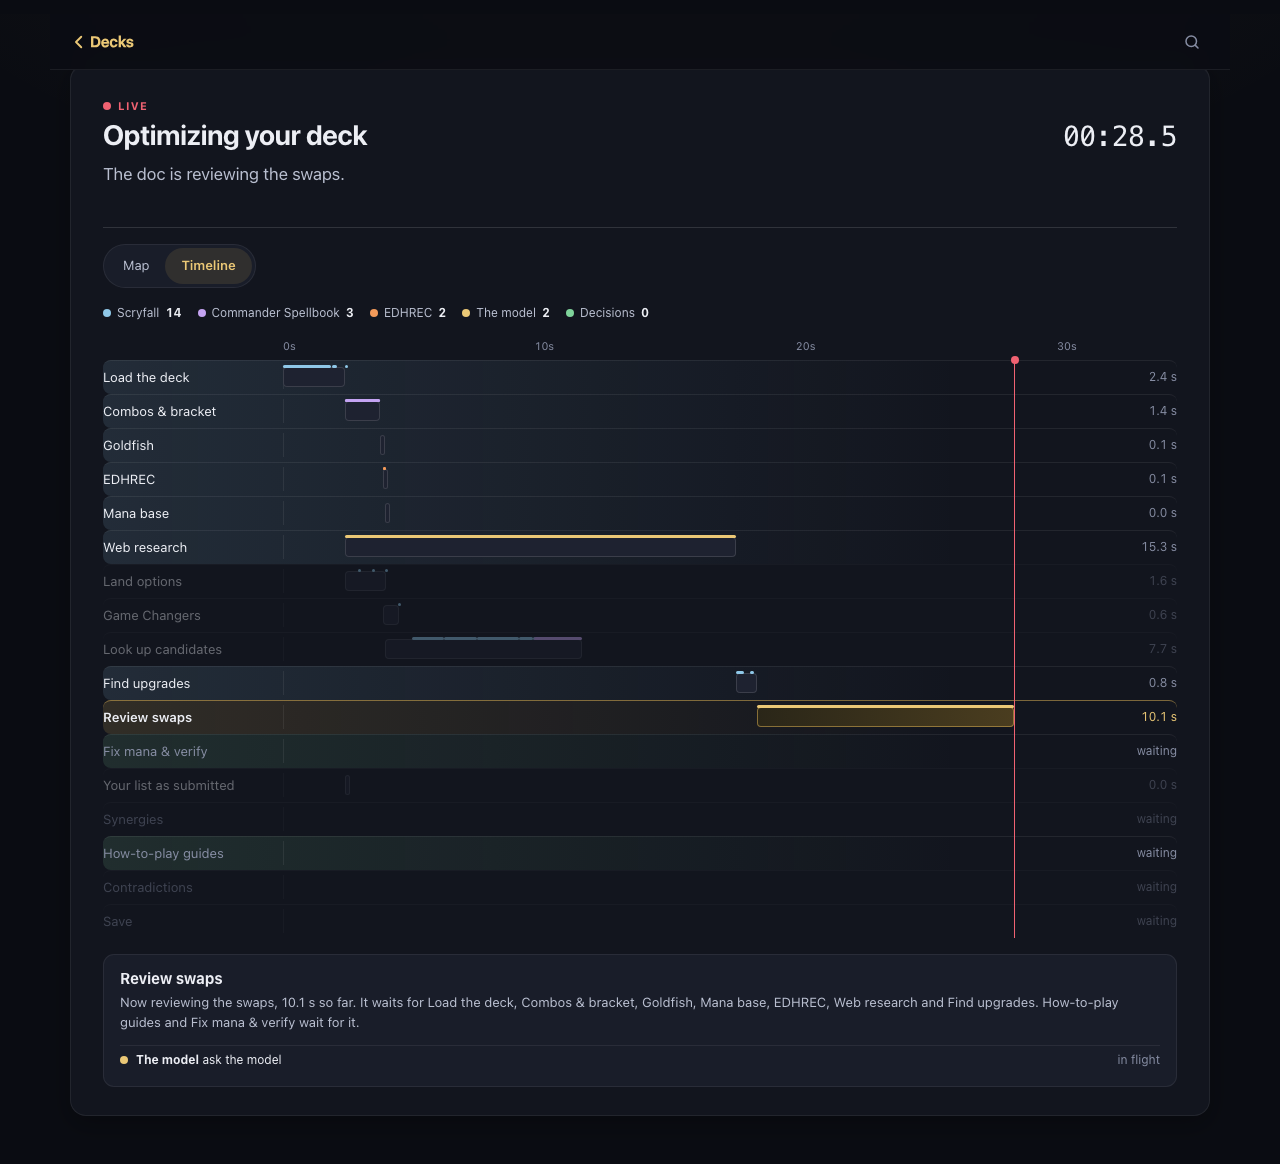 Decks
LIVE
Optimizing your deck
00:28.5
The doc is reviewing the swaps.
Map Timeline
Scryfall 14 Commander Spellbook 3 EDHREC 2 The model 2 Decisions 0
0s 10s 20s 30s
Load the deck 2.4 s
Combos & bracket 1.4 s
Goldfish 0.1 s
EDHREC 0.1 s
Mana base 0.0 s
Web research 15.3 s
Land options 1.6 s
Game Changers 0.6 s
Look up candidates 7.7 s
Find upgrades 0.8 s
Review swaps 10.1 s
Fix mana & verify waiting
Your list as submitted 0.0 s
Synergies waiting
How-to-play guides waiting
Contradictions waiting
Save waiting
Review swaps
Now reviewing the swaps, 10.1 s so far. It waits for Load the deck, Combos & bracket, Goldfish, Mana base, EDHREC, Web research and Find upgrades. How-to-play
guides and Fix mana & verify wait for it.
The model ask the model in flight